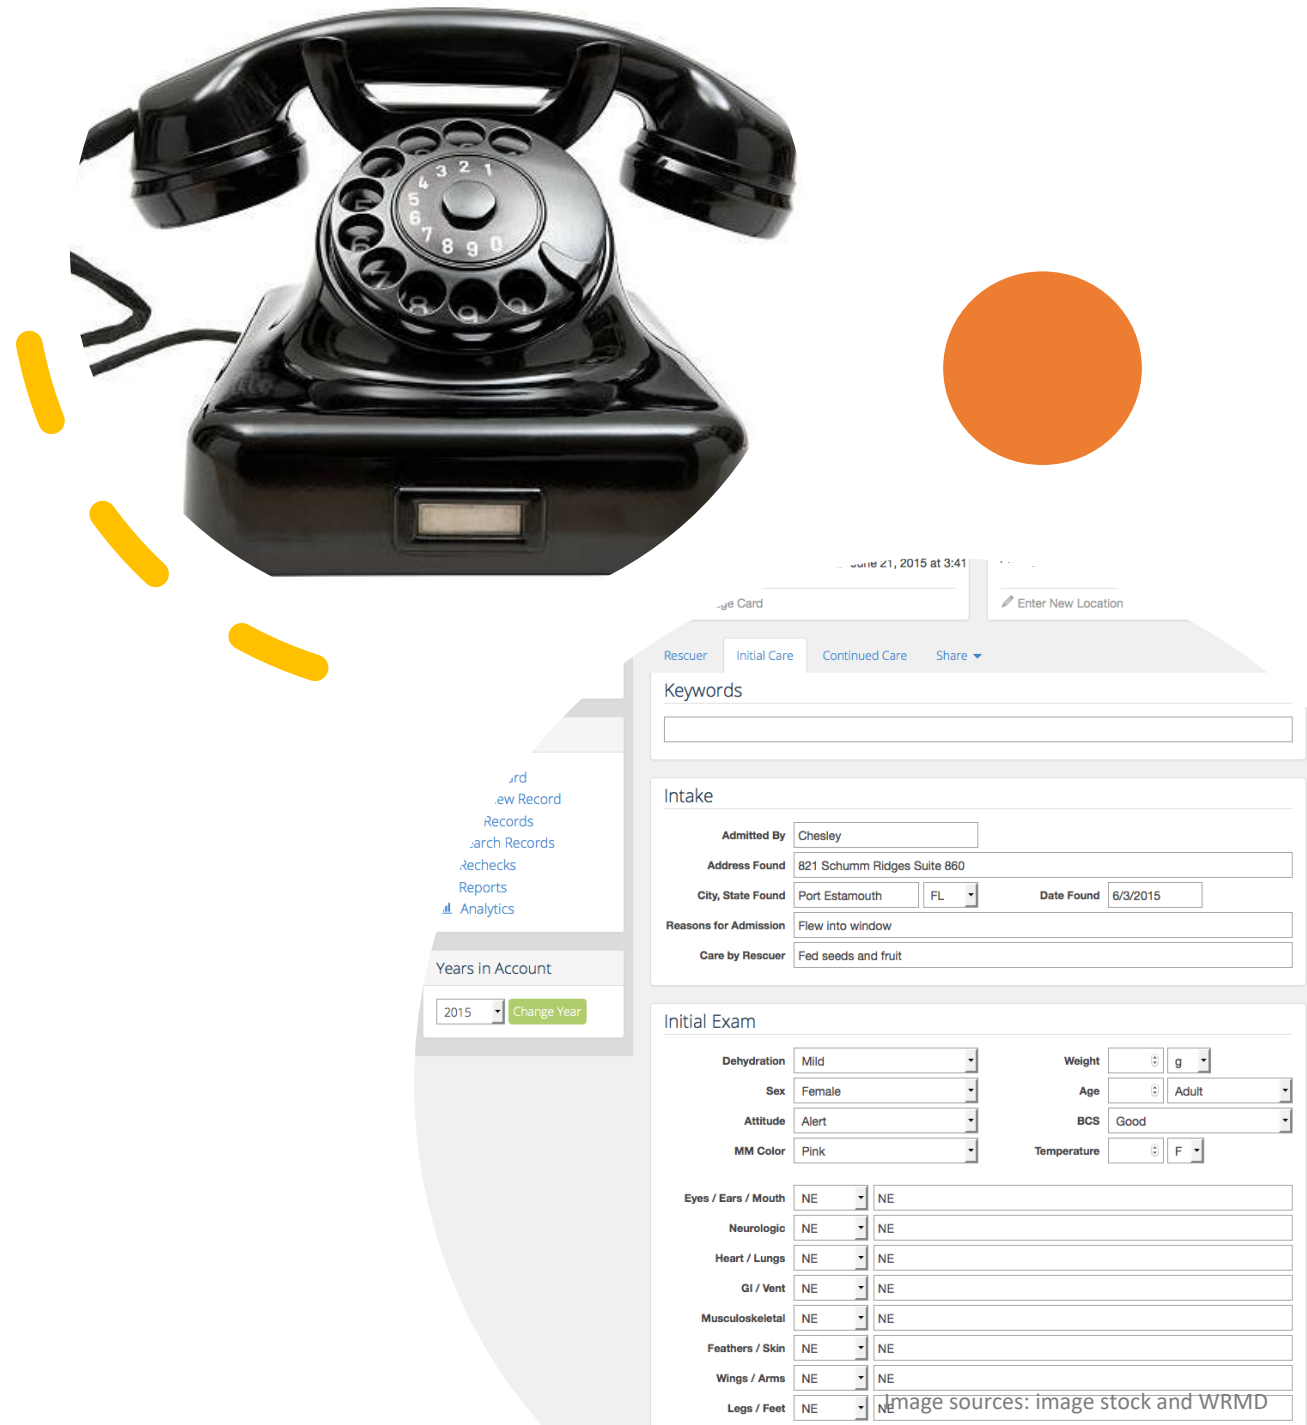 3 2 1
4
5
6
7
8 9 0
5
6
7
8
9
June 21, 2015 at 3:41
Card
Enter New Location
Rescuer Initial Care Continued Care Share
Keywords
Record
Records
Records
Rechecks
Reports
Analytics
Years in Account
2015 Change Year
Intake
Admitted By Chesley
Address Found 821 Schumm Ridges Suite 860
City, State Found Port Estamouth FL Date Found 6/3/2015
Reasons for Admission Flew into window
Care by Rescuer Fed seeds and fruit
Initial Exam
Dehydration Mild Weight g
Sex Female Age Adult
Attitude Alert BCS Good
MM Color Pink Temperature F
Eyes / Ears / Mouth NE NE
Neurologic NE NE
Heart / Lungs NE NE
GI / Vent NE NE
Musculoskeletal NE NE
Feathers / Skin NE NE
Wings / Arms NE NE
Legs / Feet NE NE
Image sources: image stock and WRMD